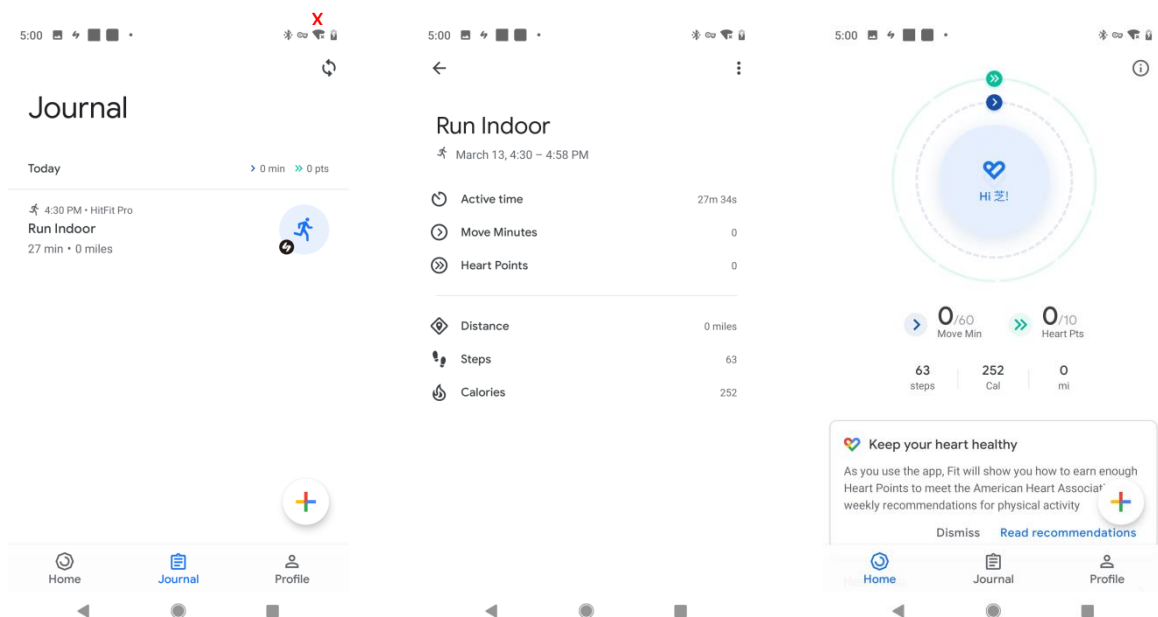 X
5:00
Journal
Today
0 min
0 pts
4:30 PM • HitFit Pro
Run Indoor
27 min • 0 miles
Home
Journal
Profile
5:00
Run Indoor
March 13, 4:30 – 4:58 PM
Active time 27m 34s
Move Minutes 0
Heart Points 0
Distance 0 miles
Steps 63
Calories 252
5:00
Hi 芝!
0/60
Move Min
0/10
Heart Pts
63
steps
252
Cal
0
mi
Keep your heart healthy
As you use the app, Fit will show you how to earn enough
Heart Points to meet the American Heart
weekly recommendations for physical activity
Dismiss
Read recommendations
Home
Journal
Profile